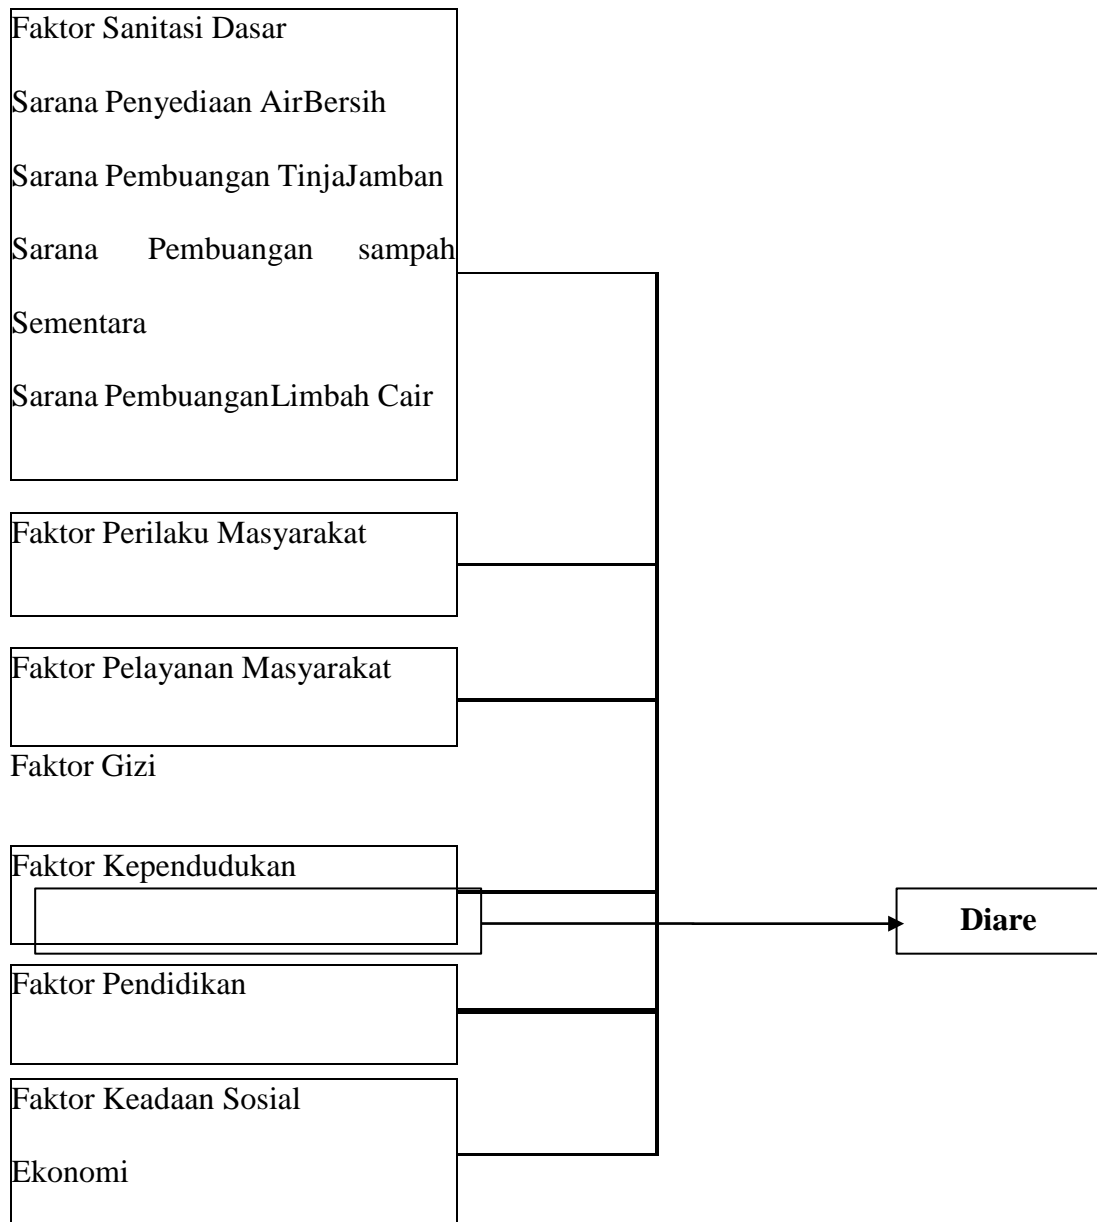 Faktor Sanitasi Dasar
Sarana Penyediaan AirBersih
Sarana Pembuangan TinjaJamban
Sarana Pembuangan sampah
Sementara
Sarana PembuanganLimbah Cair
Faktor Perilaku Masyarakat
Faktor Pelayanan Masyarakat
Faktor Gizi
Faktor Kependudukan
Diare
Faktor Pendidikan
Faktor Keadaan Sosial
Ekonomi